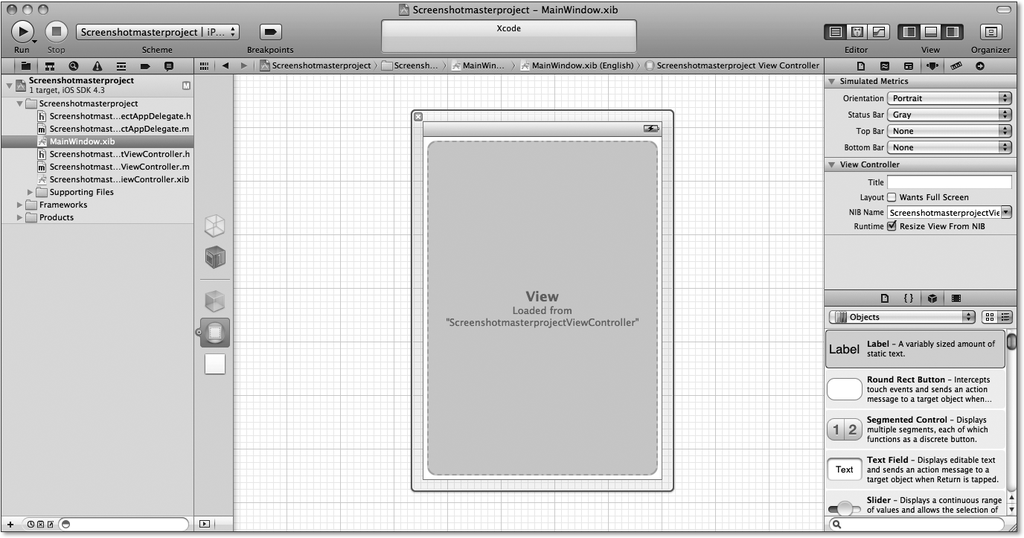 Screenshotmasterproject – MainWindow.xib
Screenshotmasterproject | iP...
Xcode
Run
Stop
Scheme
Breakpoints
Editor
View
Organizer
Screenshotmasterproject
Screensh...
MainWin...
MainWindow.xib (English)
Screenshotmasterproject View Controller
Screenshotmasterproject
1 target, iOS SDK 4.3
M
Screenshotmasterproject
h Screenshotmast...ectAppDelegate.h
m Screenshotmast...ctAppDelegate.m
MainWindow.xib
h Screenshotmast...tViewController.h
m Screenshotmast...ViewController.m
Screenshotmast...iewController.xib
Supporting Files
Frameworks
Products
View
Loaded from
"ScreenshotmasterprojectViewController"
Simulated Metrics
Orientation Portrait
Status Bar Gray
Top Bar None
Bottom Bar None
View Controller
Title
Layout Wants Full Screen
NIB Name ScreenshotmasterprojectVie
Runtime Resize View From NIB
{ }
Objects
Label
Label – A variably sized amount of
static text.
Round Rect Button – Intercepts
touch events and sends an action
message to a target object when...
1 2
Segmented Control – Displays
multiple segments, each of which
functions as a discrete button.
Text
Text Field – Displays editable text
and sends an action message to a
target object when Return is tapped.
Slider – Displays a continuous range
of values and allows the selection of